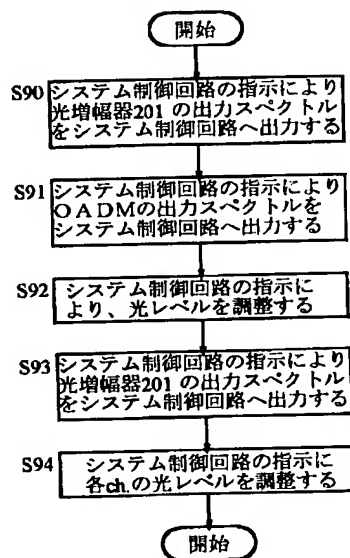 開始
S90
システム制御回路の指示により
光増幅器201 の出力スペクトル
をシステム制御回路へ出力する
S91
システム制御回路の指示により
OADMの出力スペクトルを
システム制御回路へ出力する
S92
システム制御回路の指示に
より、光レベルを調整する
S93
システム制御回路の指示により
光増幅器201 の出力スペクトル
をシステム制御回路へ出力する
S94
システム制御回路の指示に
各ch.の光レベルを調整する
開始